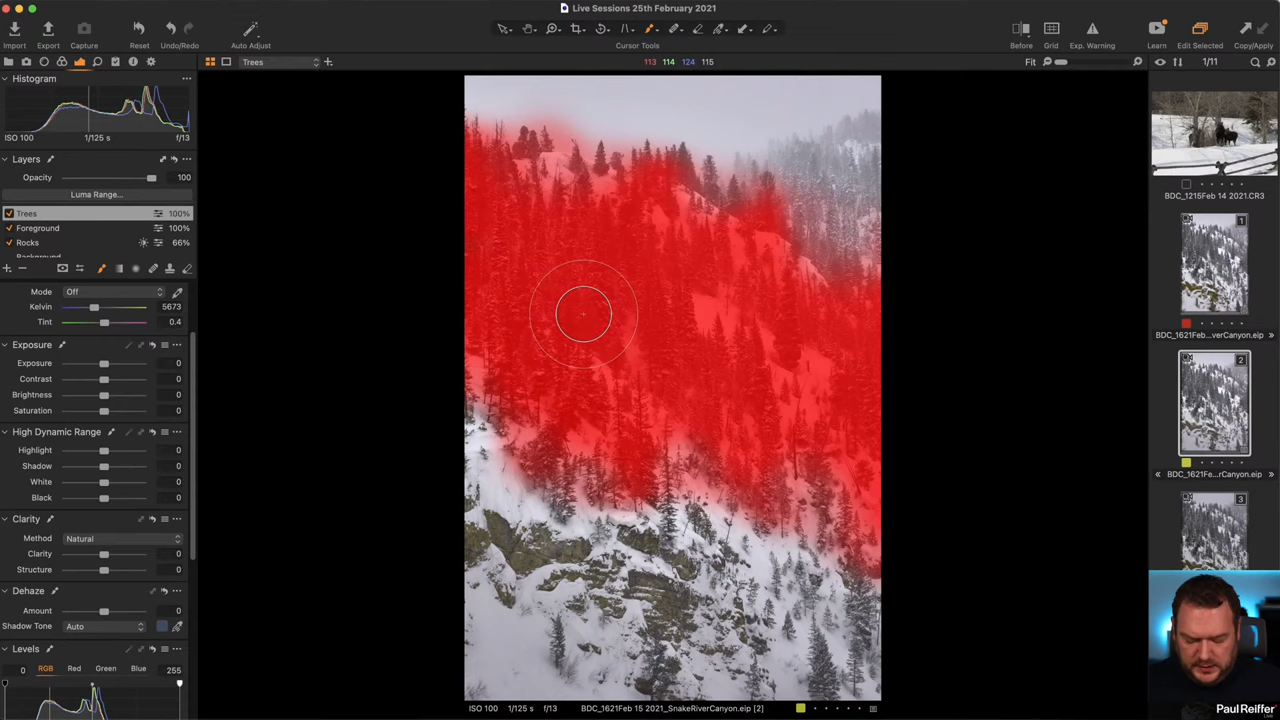 Live Sessions 25th February 2021
Import Export Capture Reset Undo/Redo Auto Adjust Cursor Tools Before Grid Exp. Warning Learn Edit Selected Copy/Apply
Trees 113 114 124 115 Fit 1/11
Histogram
ISO 100 1/125 s f/13
Layers
Opacity 100
Luma Range...
Trees 100%
Foreground 100%
Rocks 66%
Mode Off
Kelvin 5673
Tint 0.4
Exposure
Exposure 0
Contrast 0
Brightness 0
Saturation 0
High Dynamic Range
Highlight 0
Shadow 0
White 0
Black 0
Clarity
Method Natural
Clarity 0
Structure 0
Dehaze
Amount 0
Shadow Tone Auto
Levels
0 RGB Red Green Blue 255
ISO 100 1/125 s f/13 BDC_1621Feb 15 2021_SnakeRiverCanyon.eip [2]
BDC_1215Feb 14 2021.CR3
1
BDC_1621Feb...verCanyon.eip
2
BDC_1621Fe...rCanyon.eip
3
Paul Reiffer
Live